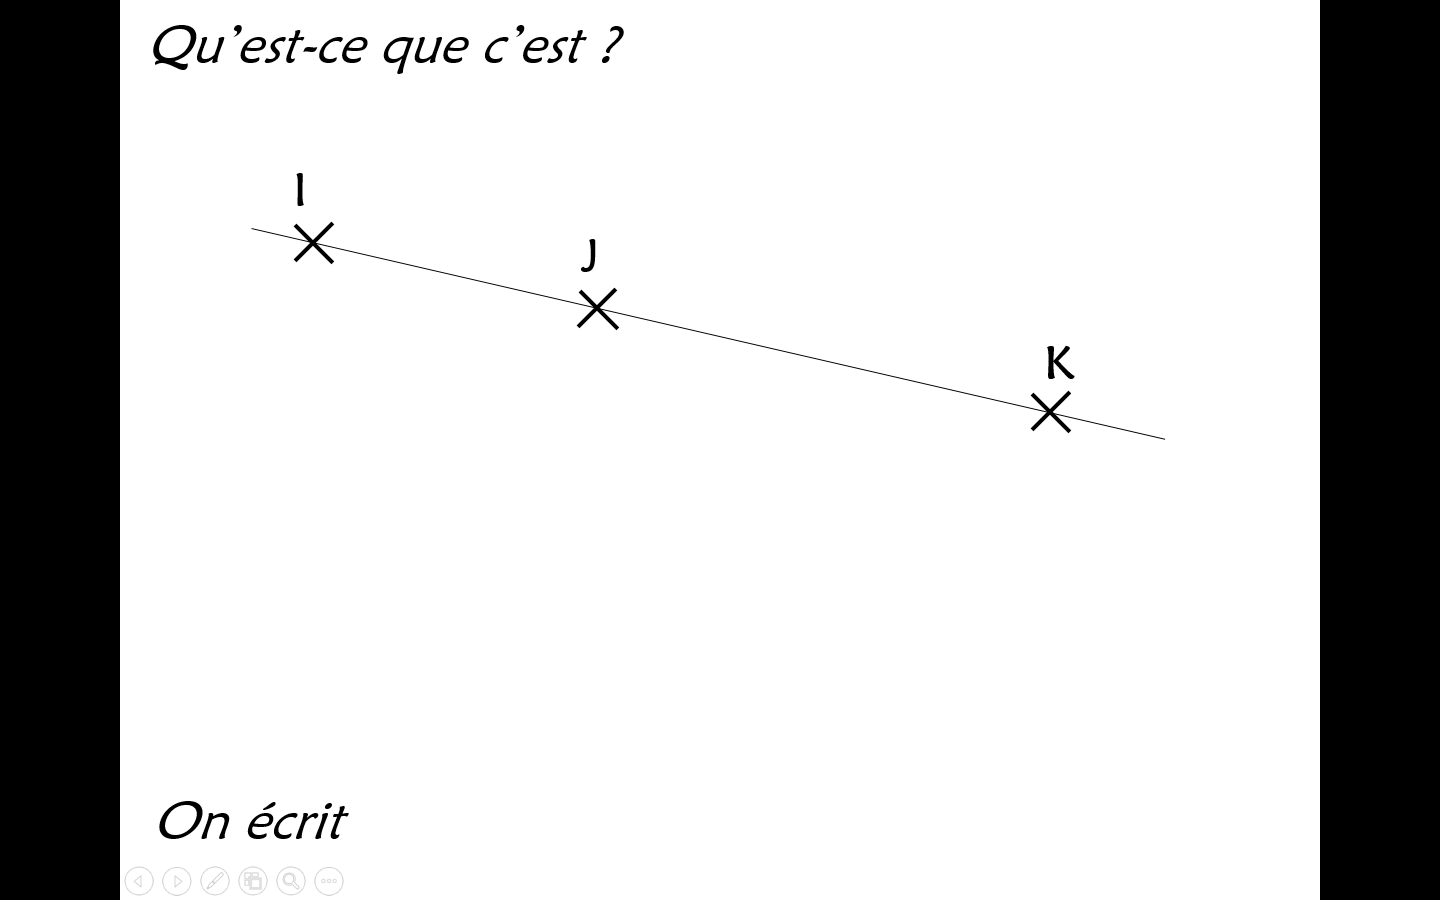 Qu’est-ce que c’est ?
I
J
K
On écrit